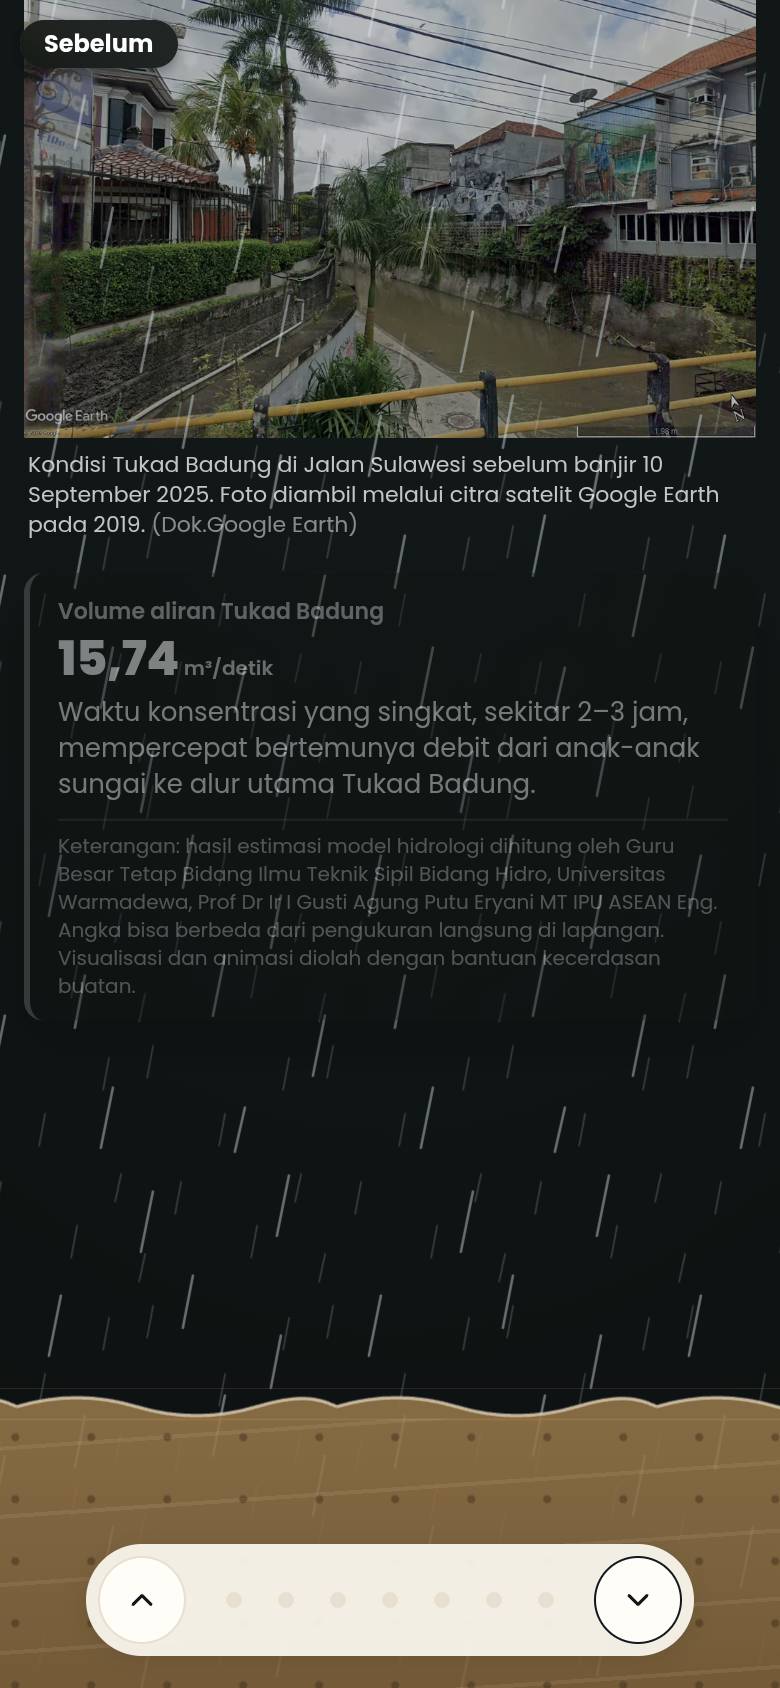 Sebelum
Google Earth
1.98 m
N
Kondisi Tukad Badung di Jalan Sulawesi sebelum banjir 10
September 2025. Foto diambil melalui citra satelit Google Earth
pada 2019. (Dok.Google Earth)
Volume aliran Tukad Badung
15,74 m³/detik
Waktu konsentrasi yang singkat, sekitar 2–3 jam,
mempercepat bertemunya debit dari anak-anak
sungai ke alur utama Tukad Badung.
Keterangan: hasil estimasi model hidrologi dihitung oleh Guru
Besar Tetap Bidang Ilmu Teknik Sipil Bidang Hidro, Universitas
Warmadewa, Prof Dr Ir I Gusti Agung Putu Eryani MT IPU ASEAN Eng.
Angka bisa berbeda dari pengukuran langsung di lapangan.
Visualisasi dan animasi diolah dengan bantuan kecerdasan
buatan.